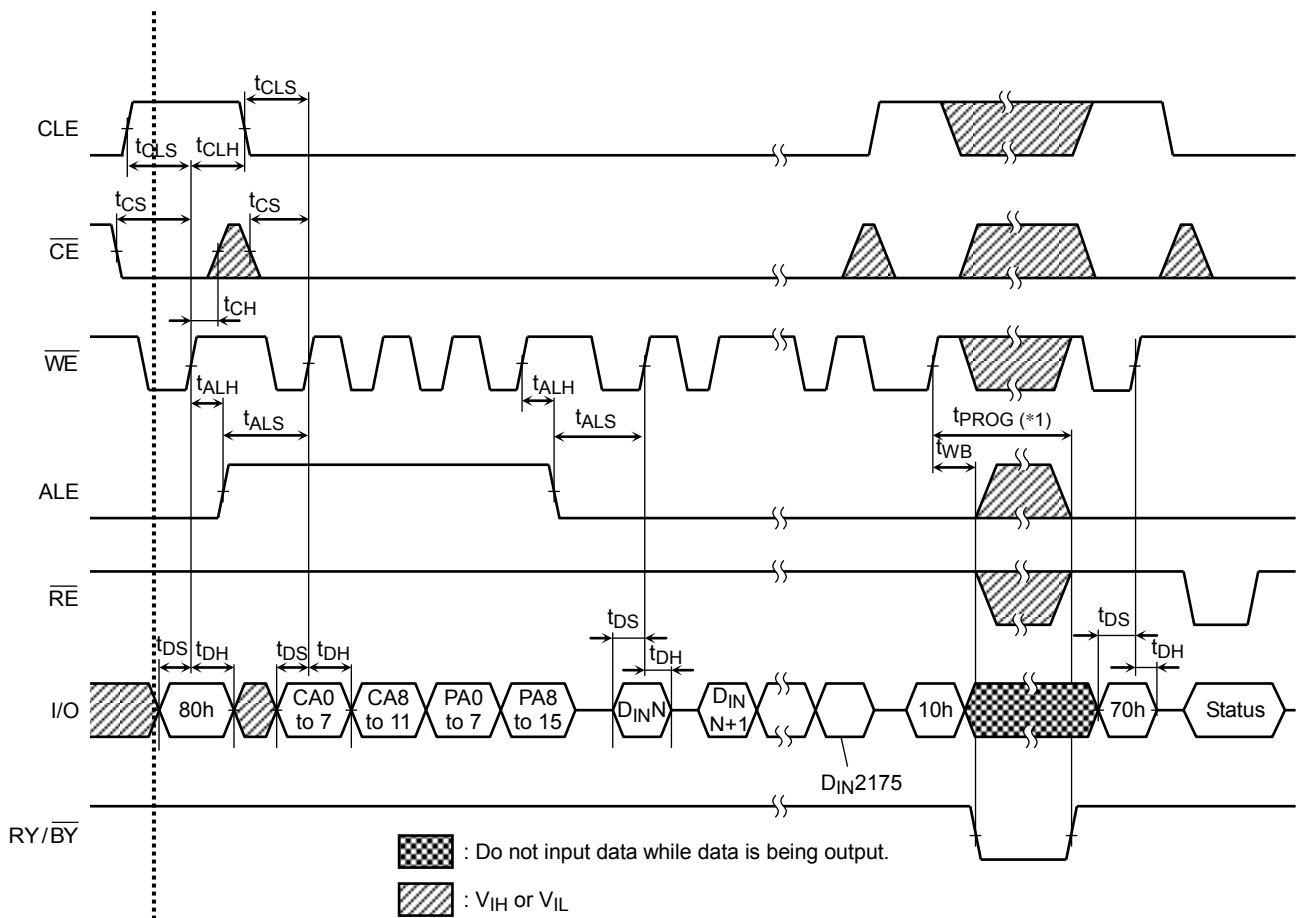 tCLS
CLE
tCLS
tCLH
tCS
tCS
CE
tCH
WE
tALH
tALH
tALS
tALS
tPROG (*1)
tWB
ALE
RE
tDS
tDH
tDS
tDH
tDS
tDH
tDS
tDH
I/O
80h
CA0
to 7
CA8
to 11
PA0
to 7
PA8
to 15
DINN
DIN
N+1
10h
70h
Status
DIN2175
RY/BY
: Do not input data while data is being output.
: VIH or VIL